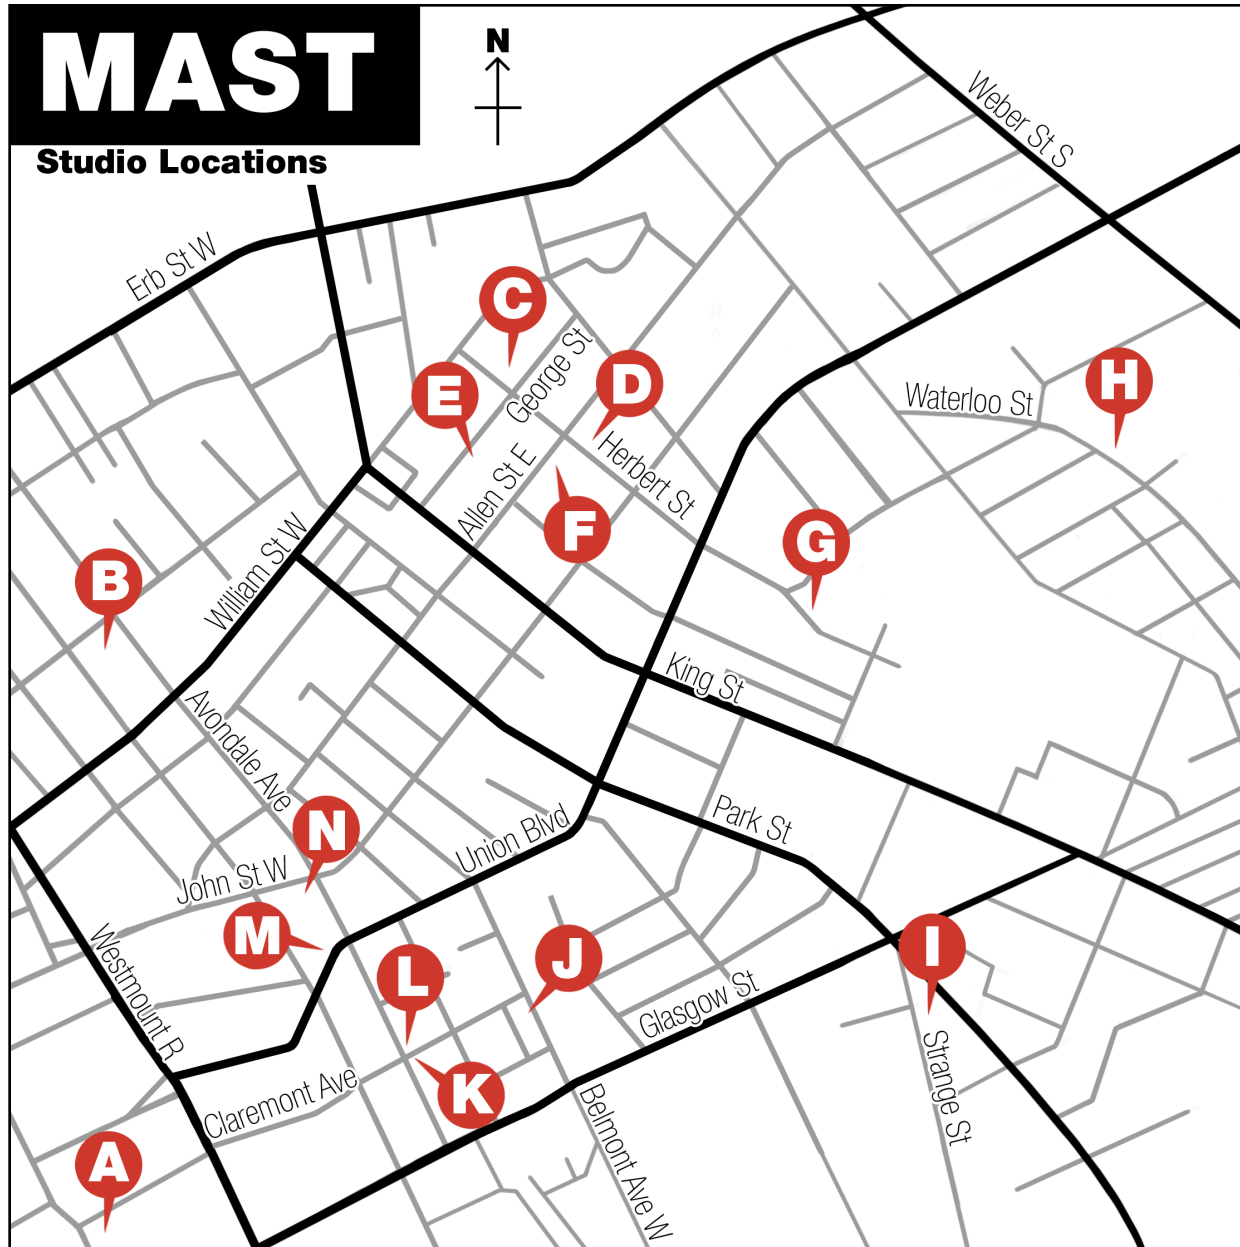 MAST
N
Studio Locations
Weber St S
Erb St W
C
George St
D
E
H
Waterloo St
Herbert St
Allen St E
F
G
William St W
B
King St
Avondale Ave
N
Park St
Union Blvd
John St W
M
L
J
I
Westmount R
Glasgow St
Strange St
K
Claremont Ave
Belmont Ave W
A